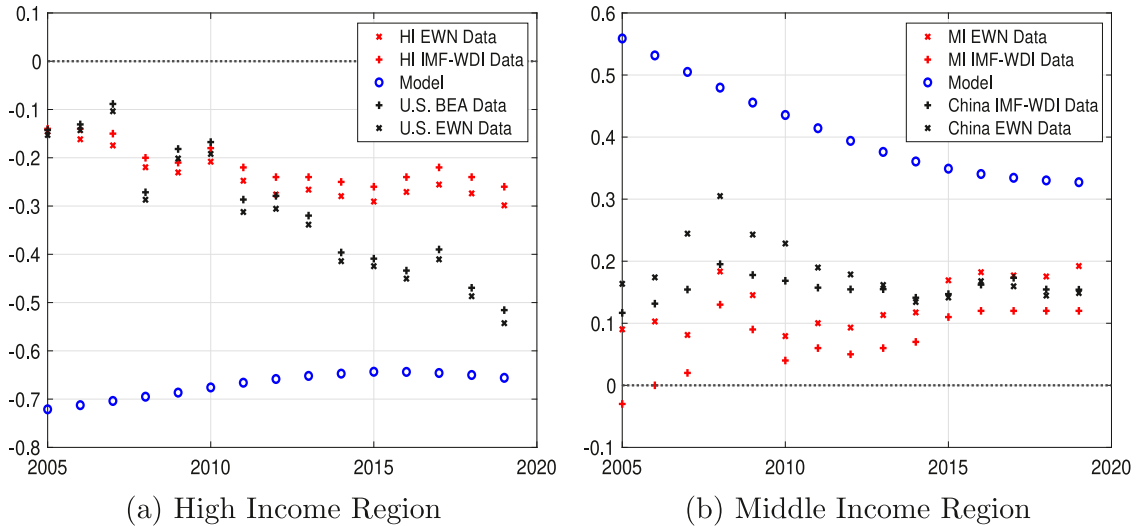 0.1
0
-0.1
-0.2
-0.3
-0.4
-0.5
-0.6
-0.7
-0.8
2005
2010
2015
2020
HI EWN Data
HI IMF-WDI Data
Model
U.S. BEA Data
U.S. EWN Data
(a) High Income Region
0.6
0.5
0.4
0.3
0.2
0.1
0
-0.1
2005
2010
2015
2020
MI EWN Data
MI IMF-WDI Data
Model
China IMF-WDI Data
China EWN Data
(b) Middle Income Region